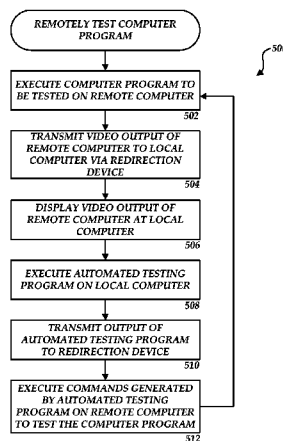 REMOTELY TEST COMPUTER
PROGRAM
EXECUTE COMPUTER PROGRAM TO
BE TESTED ON REMOTE COMPUTER
502
TRANSMIT VIDEO OUTPUT OF
REMOTE COMPUTER TO LOCAL
COMPUTER VIA REDIRECTION
DEVICE
504
DISPLAY VIDEO OUTPUT OF
REMOTE COMPUTER AT LOCAL
COMPUTER
506
EXECUTE AUTOMATED TESTING
PROGRAM ON LOCAL COMPUTER
508
TRANSMIT OUTPUT OF
AUTOMATED TESTING PROGRAM
TO REDIRECTION DEVICE
510
EXECUTE COMMANDS GENERATED
BY AUTOMATED TESTING
PROGRAM ON REMOTE COMPUTER
TO TEST THE COMPUTER PROGRAM
512